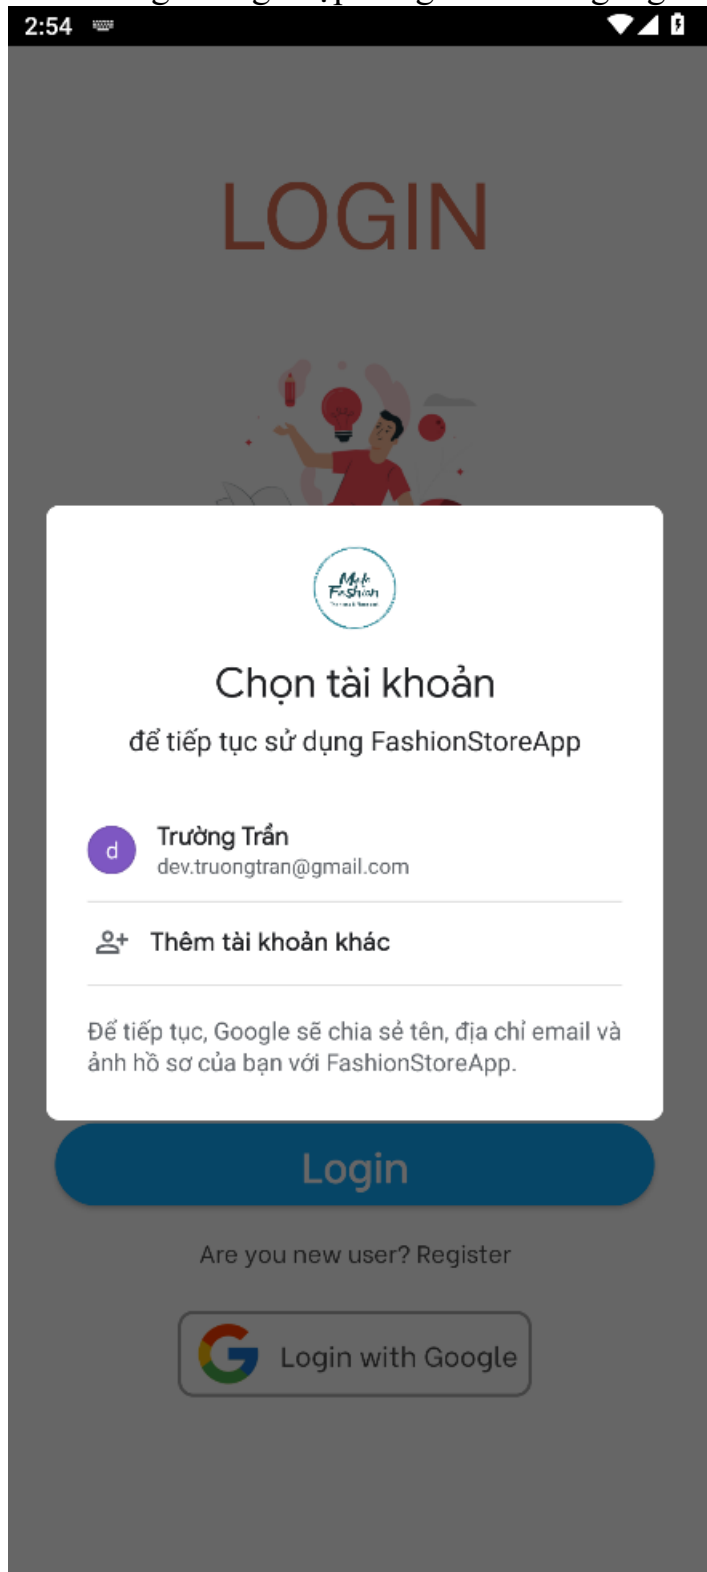 2:54
LOGIN
Fashion
Chọn tài khoản
để tiếp tục sử dụng FashionStoreApp
d
Trường Trần
dev.truongtran@gmail.com
Thêm tài khoản khác
Để tiếp tục, Google sẽ chia sẻ tên, địa chỉ email và
ảnh hồ sơ của bạn với FashionStoreApp.
Login
Are you new user? Register
Login with Google